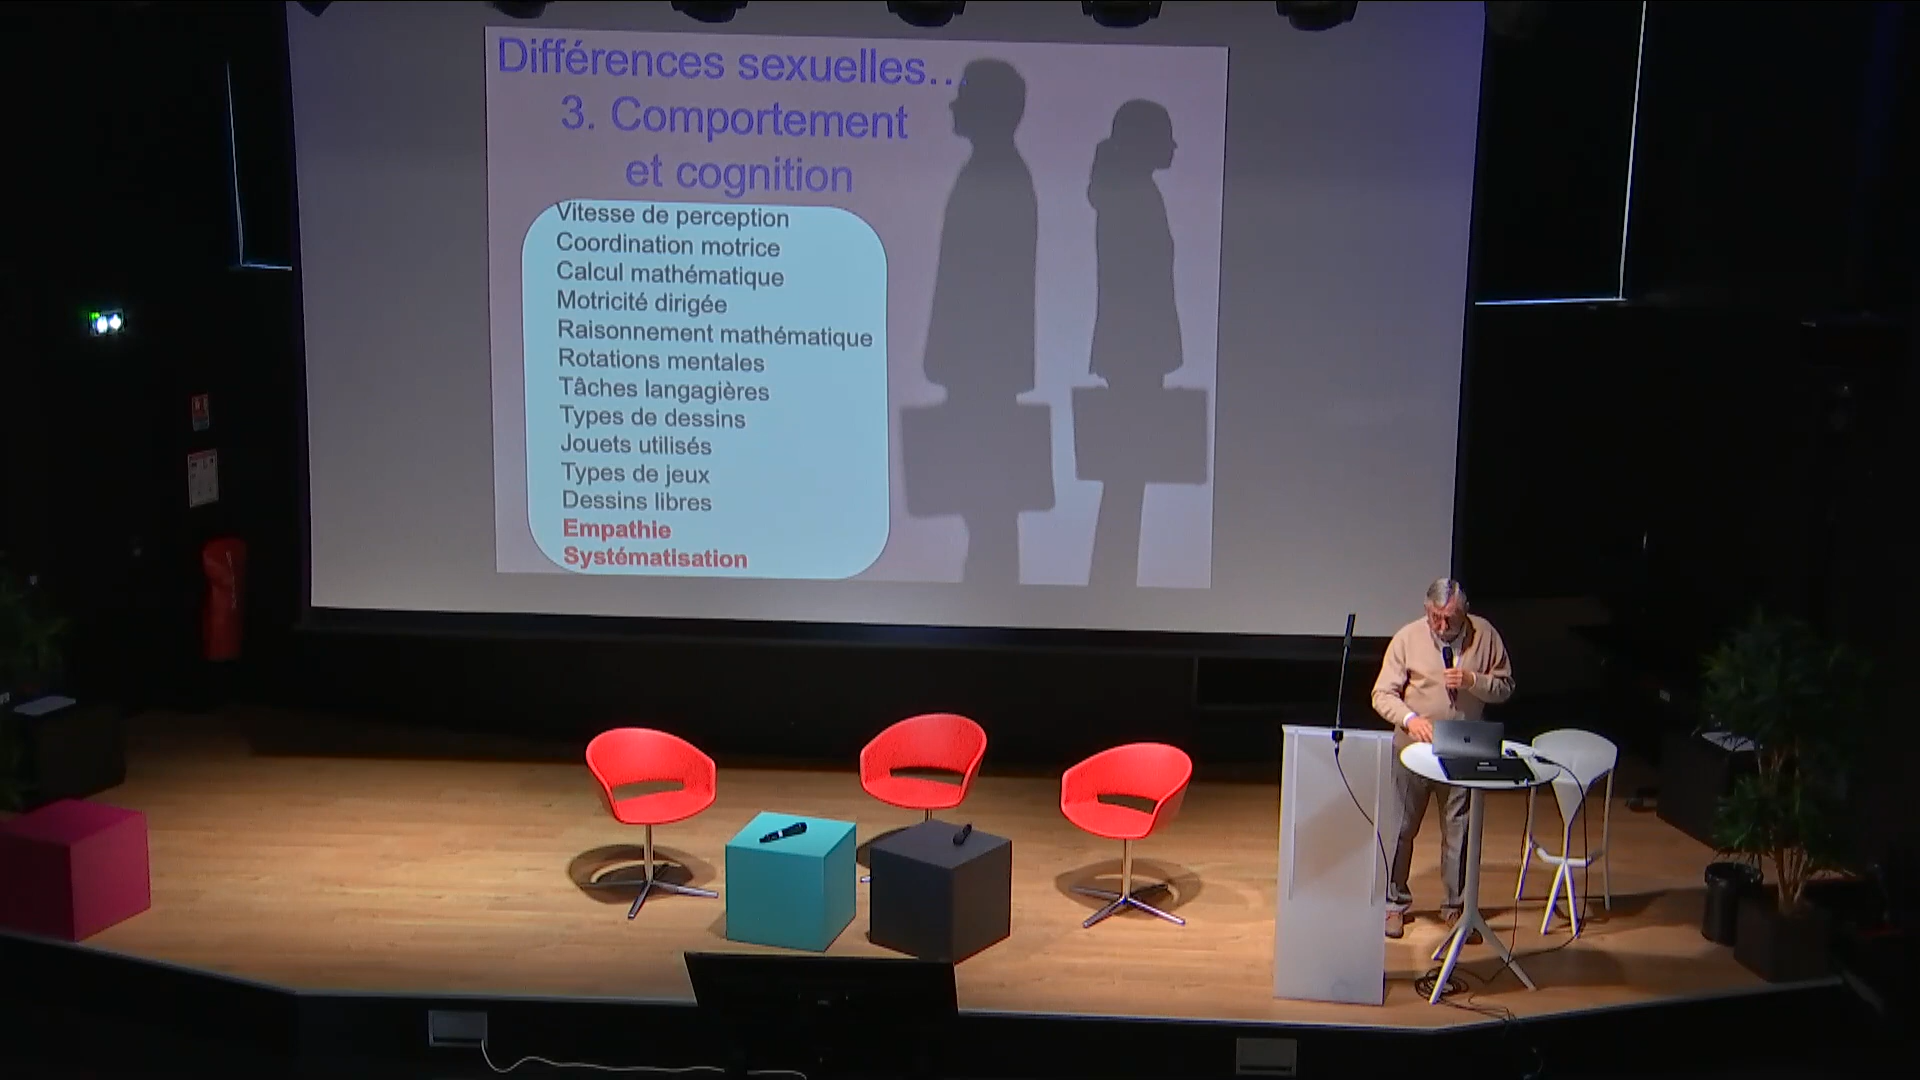 Différences sexuelles...
3. Comportement
et cognition
Vitesse de perception
Coordination motrice
Calcul mathématique
Motricité dirigée
Raisonnement mathématique
Rotations mentales
Tâches langagières
Types de dessins
Jouets utilisés
Types de jeux
Dessins libres
Empathie
Systématisation